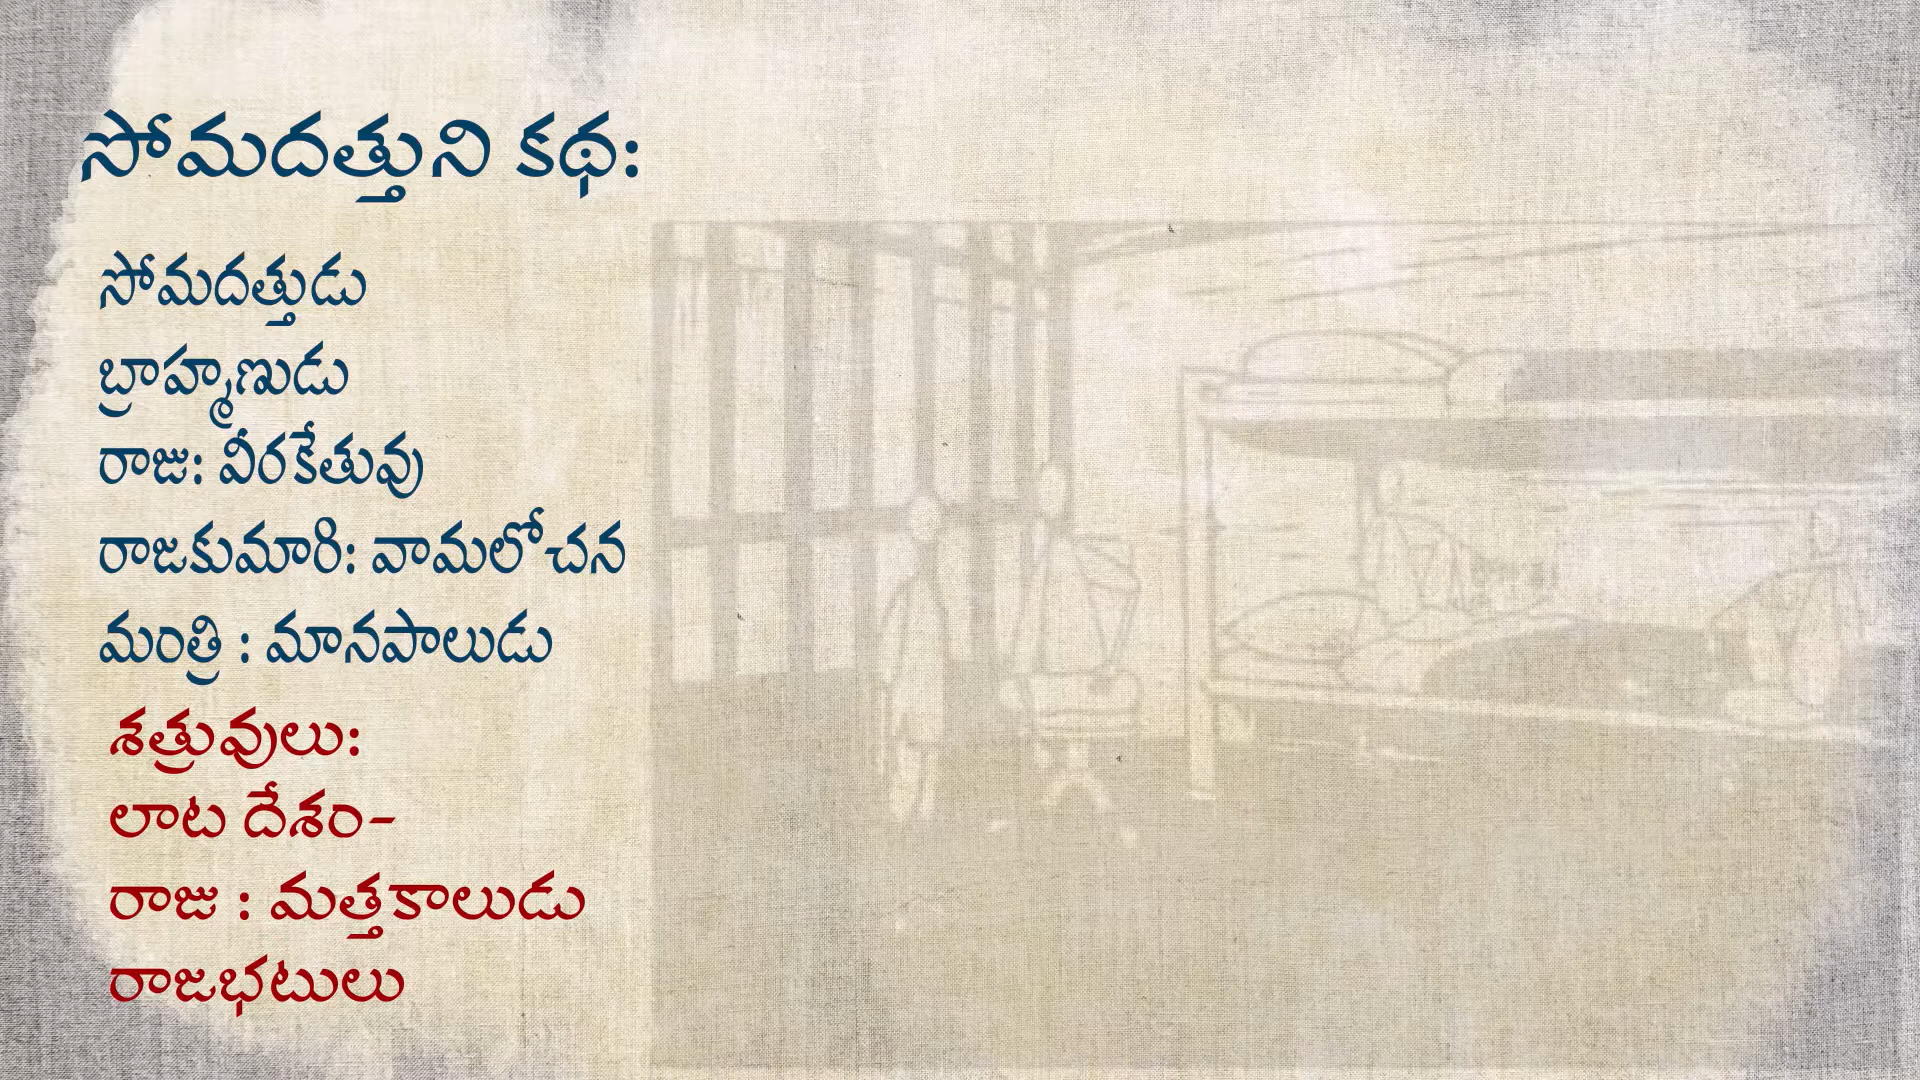 సోమదత్తుని కథ:
సోమదత్తుడు
బ్రాహ్మణుడు
రాజు: వీరకేతువు
రాజకుమారి: వామలోచన
మంత్రి : మానపాలుడు
శత్రువులు:
లాట దేశం-
రాజు : మత్తకాలుడు
రాజభటులు